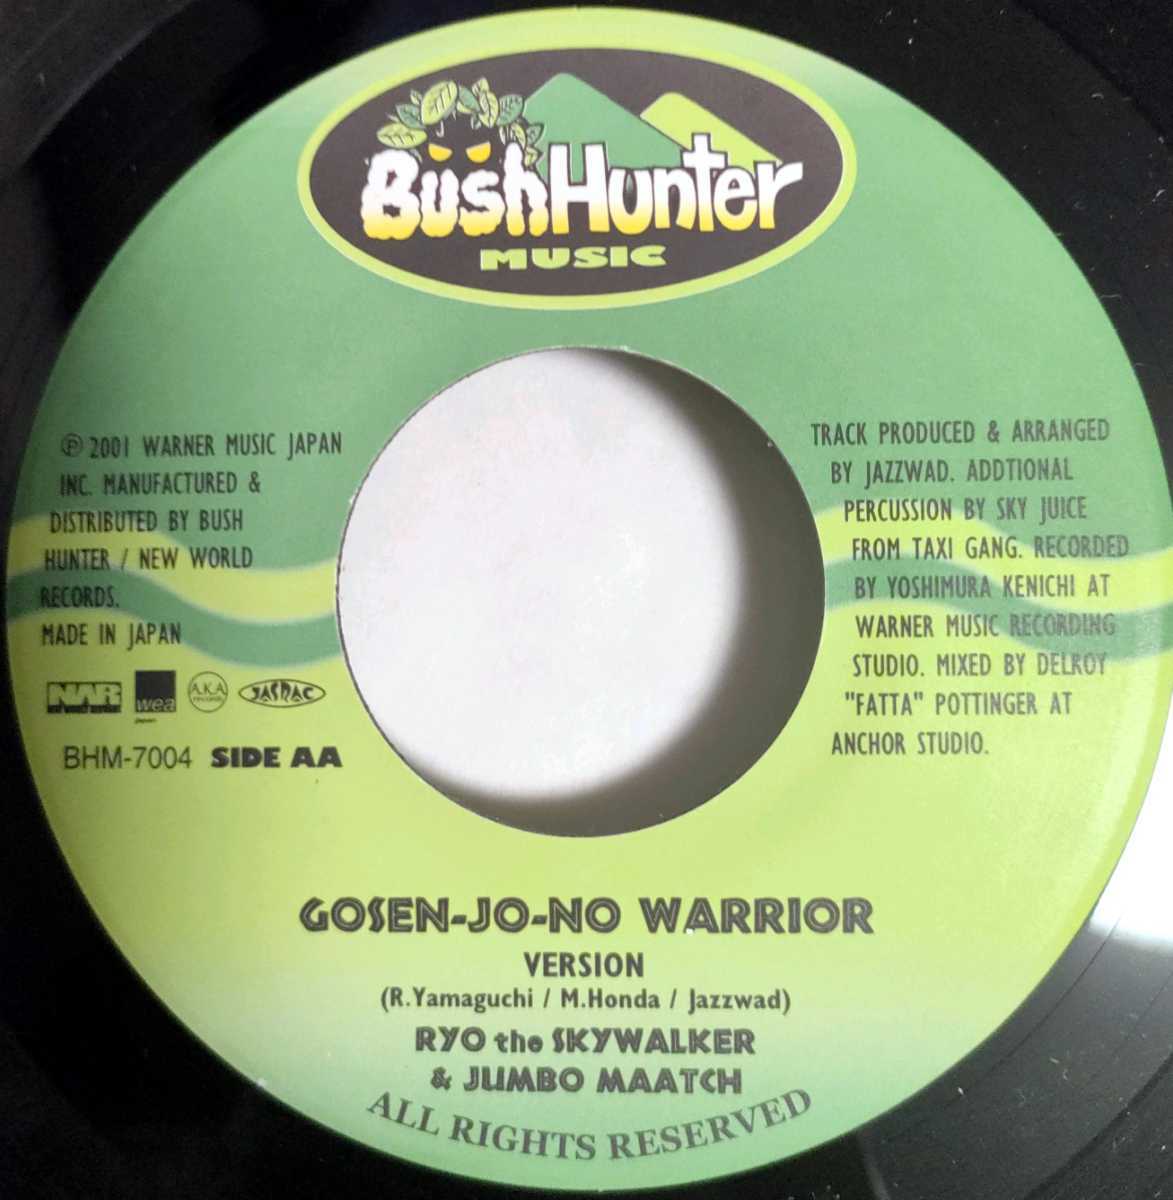 BushHunter
MUSIC
℗ 2001 WARNER MUSIC JAPAN
INC. MANUFACTURED &
DISTRIBUTED BY BUSH
HUNTER / NEW WORLD
RECORDS.
MADE IN JAPAN
NAR
wea
Japan
A.K.A
records
JASRAC
BHM-7004 SIDE AA
TRACK PRODUCED & ARRANGED
BY JAZZWAD. ADDTIONAL
PERCUSSION BY SKY JUICE
FROM TAXI GANG. RECORDED
BY YOSHIMURA KENICHI AT
WARNER MUSIC RECORDING
STUDIO. MIXED BY DELROY
"FATTA" POTTINGER AT
ANCHOR STUDIO.
GOSEN-JO-NO WARRIOR
VERSION
(R.Yamaguchi / M.Honda / Jazzwad)
RYO the SKYWALKER
& JUMBO MAATCH
ALL RIGHTS RESERVED